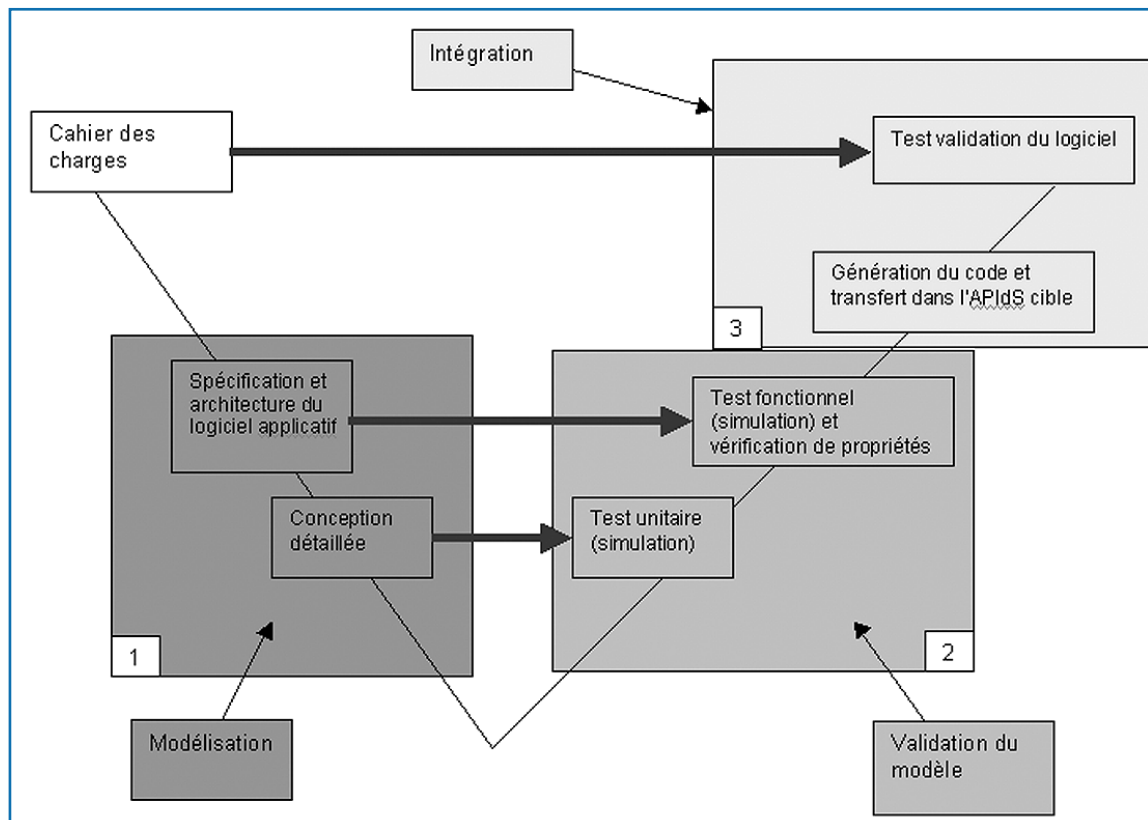 Intégration
Cahier des
charges
Test validation du logiciel
Génération du code et
transfert dans l'APIdS cible
3
Spécification et
architecture du
logiciel applicatif
Test fonctionnel
(simulation) et
vérification de propriétés
Conception
détaillée
Test unitaire
(simulation)
1
2
Modélisation
Validation du
modèle